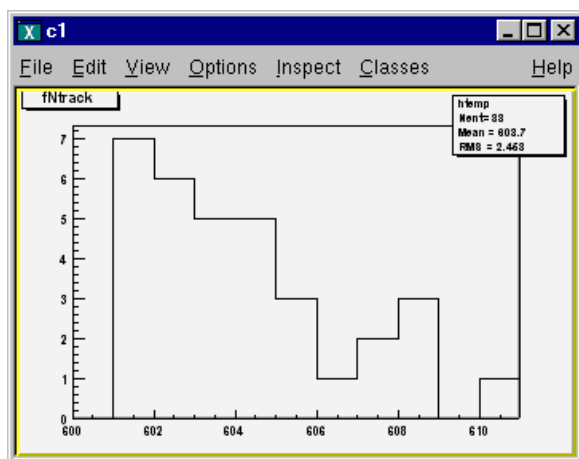 c1
File Edit View Options Inspect Classes Help
fNtrack
htemp
Nent= 33
Mean = 603.7
RMS = 2.453
7
6
5
4
3
2
1
0
600 602 604 606 608 610